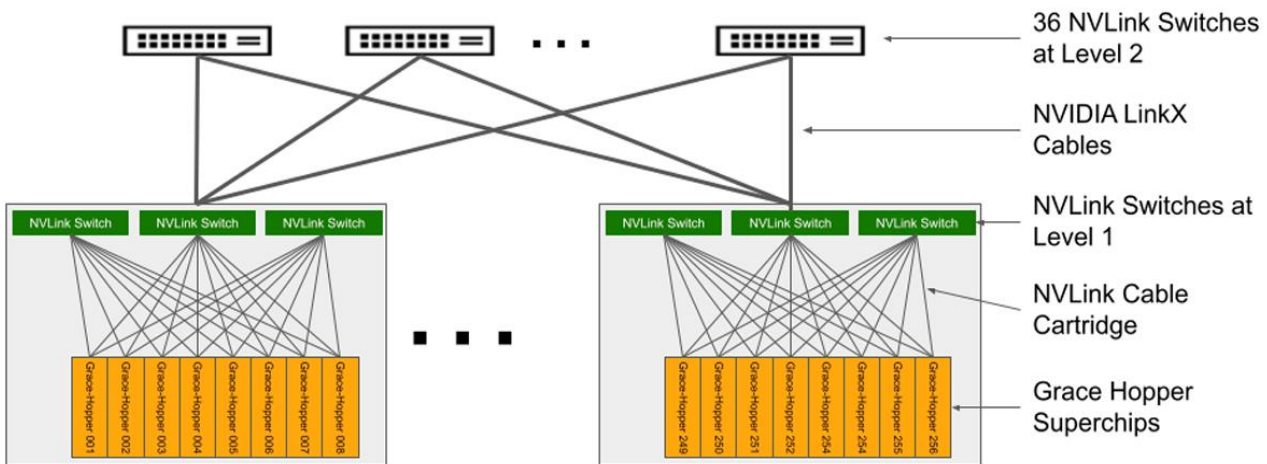 36 NVLink Switches
at Level 2
NVIDIA LinkX
Cables
NVLink Switch
NVLink Switch
NVLink Switch
NVLink Switch
NVLink Switch
NVLink Switch
NVLink Switches at
Level 1
NVLink Cable
Cartridge
Grace-Hopper 001
Grace-Hopper 002
Grace-Hopper 003
Grace-Hopper 004
Grace-Hopper 005
Grace-Hopper 006
Grace-Hopper 007
Grace-Hopper 008
Grace-Hopper 249
Grace-Hopper 250
Grace-Hopper 251
Grace-Hopper 252
Grace-Hopper 254
Grace-Hopper 254
Grace-Hopper 255
Grace-Hopper 256
Grace Hopper
Superchips